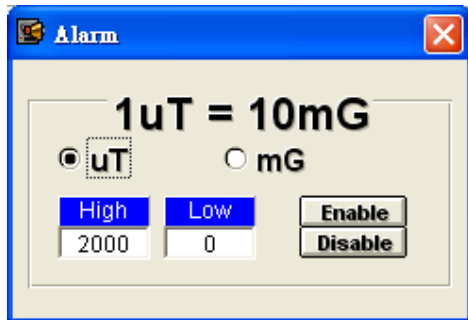 Alarm
1uT = 10mG
uT mG
High Low Enable
2000 0 Disable